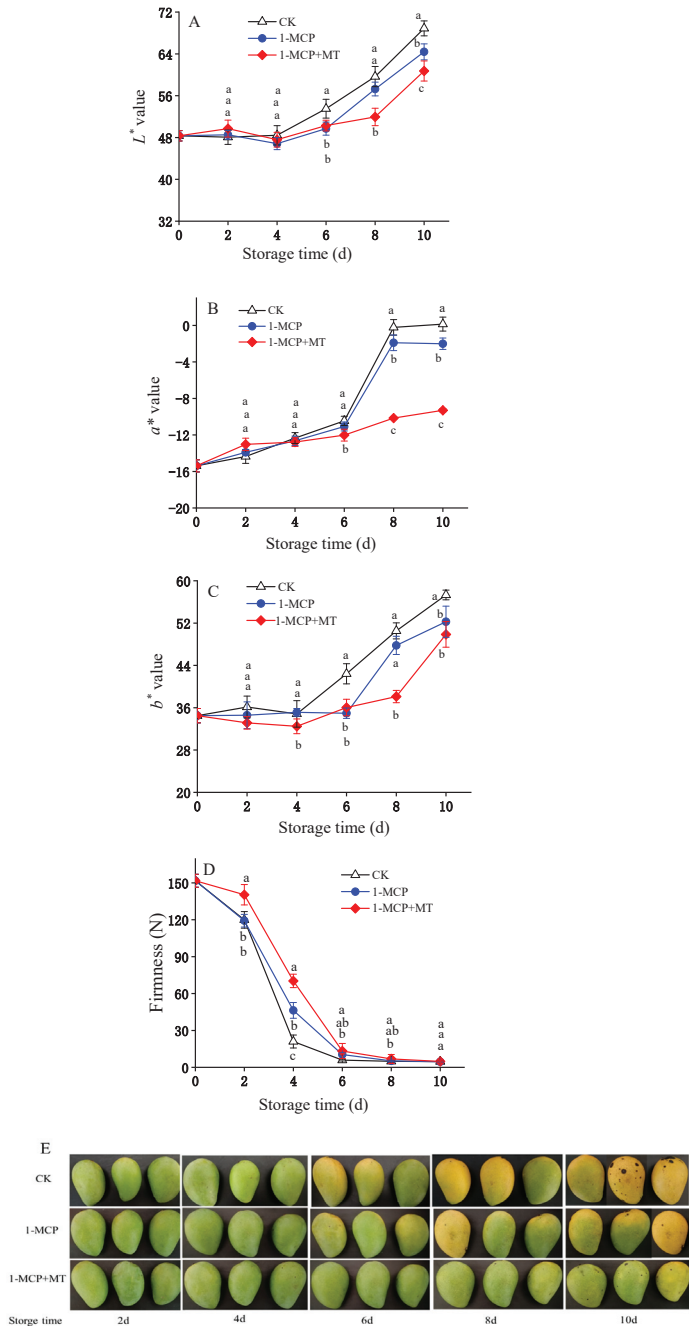 A
CK
1-MCP
1-MCP+MT
L* value
72
64
56
48
40
32
a
a
a
a
a
a
a
b
b
a
a
b
a
b
c
0 2 4 6 8 10
Storage time (d)
B
CK
1-MCP
1-MCP+MT
a* value
0
-4
-8
-12
-16
-20
a
a
a
a
a
a
a
a
b
a
b
c
a
b
c
0 2 4 6 8 10
Storage time (d)
C
CK
1-MCP
1-MCP+MT
b* value
60
52
44
36
28
20
a
a
a
a
a
b
a
b
b
a
a
b
a
b
b
0 2 4 6 8 10
Storage time (d)
D
CK
1-MCP
1-MCP+MT
Firmness (N)
150
120
90
60
30
0
a
b
b
a
b
c
a
ab
b
a
ab
b
a
a
a
0 2 4 6 8 10
Storage time (d)
E
CK
1-MCP
1-MCP+MT
Storge time 2d 4d 6d 8d 10d